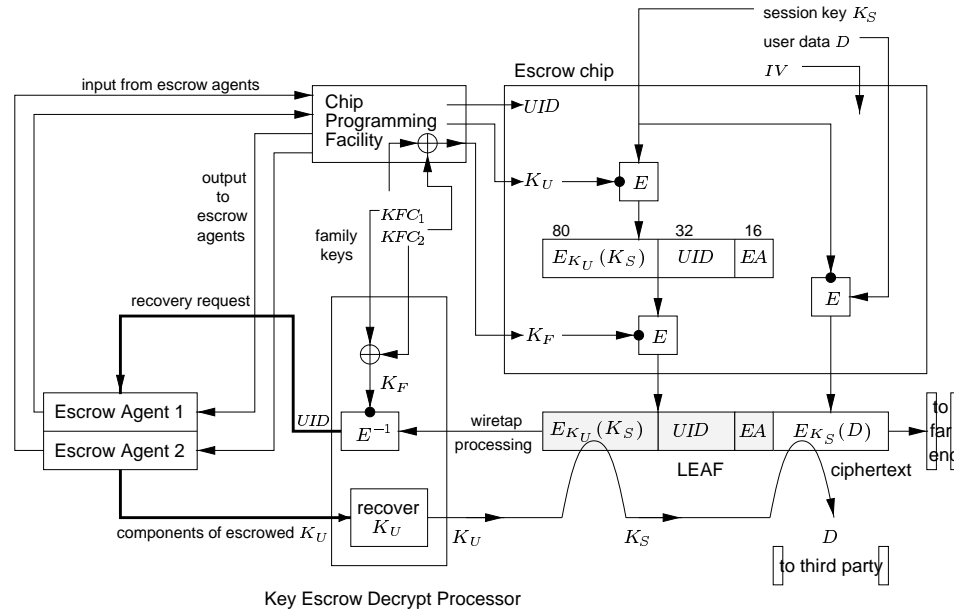 session key K_S
user data D
IV
Escrow chip
input from escrow agents
Chip
Programming
Facility
UID
K_U
E
output
to
escrow
agents
KFC_1
KFC_2
family
keys
80
32
16
E_{K_U}(K_S)
UID
EA
E
recovery request
K_F
E
K_F
Escrow Agent 1
Escrow Agent 2
UID
E^{-1}
wiretap
processing
E_{K_U}(K_S)
UID
EA
E_{K_S}(D)
to
far
end
LEAF
ciphertext
recover
K_U
components of escrowed K_U
K_U
K_S
D
to third party
Key Escrow Decrypt Processor